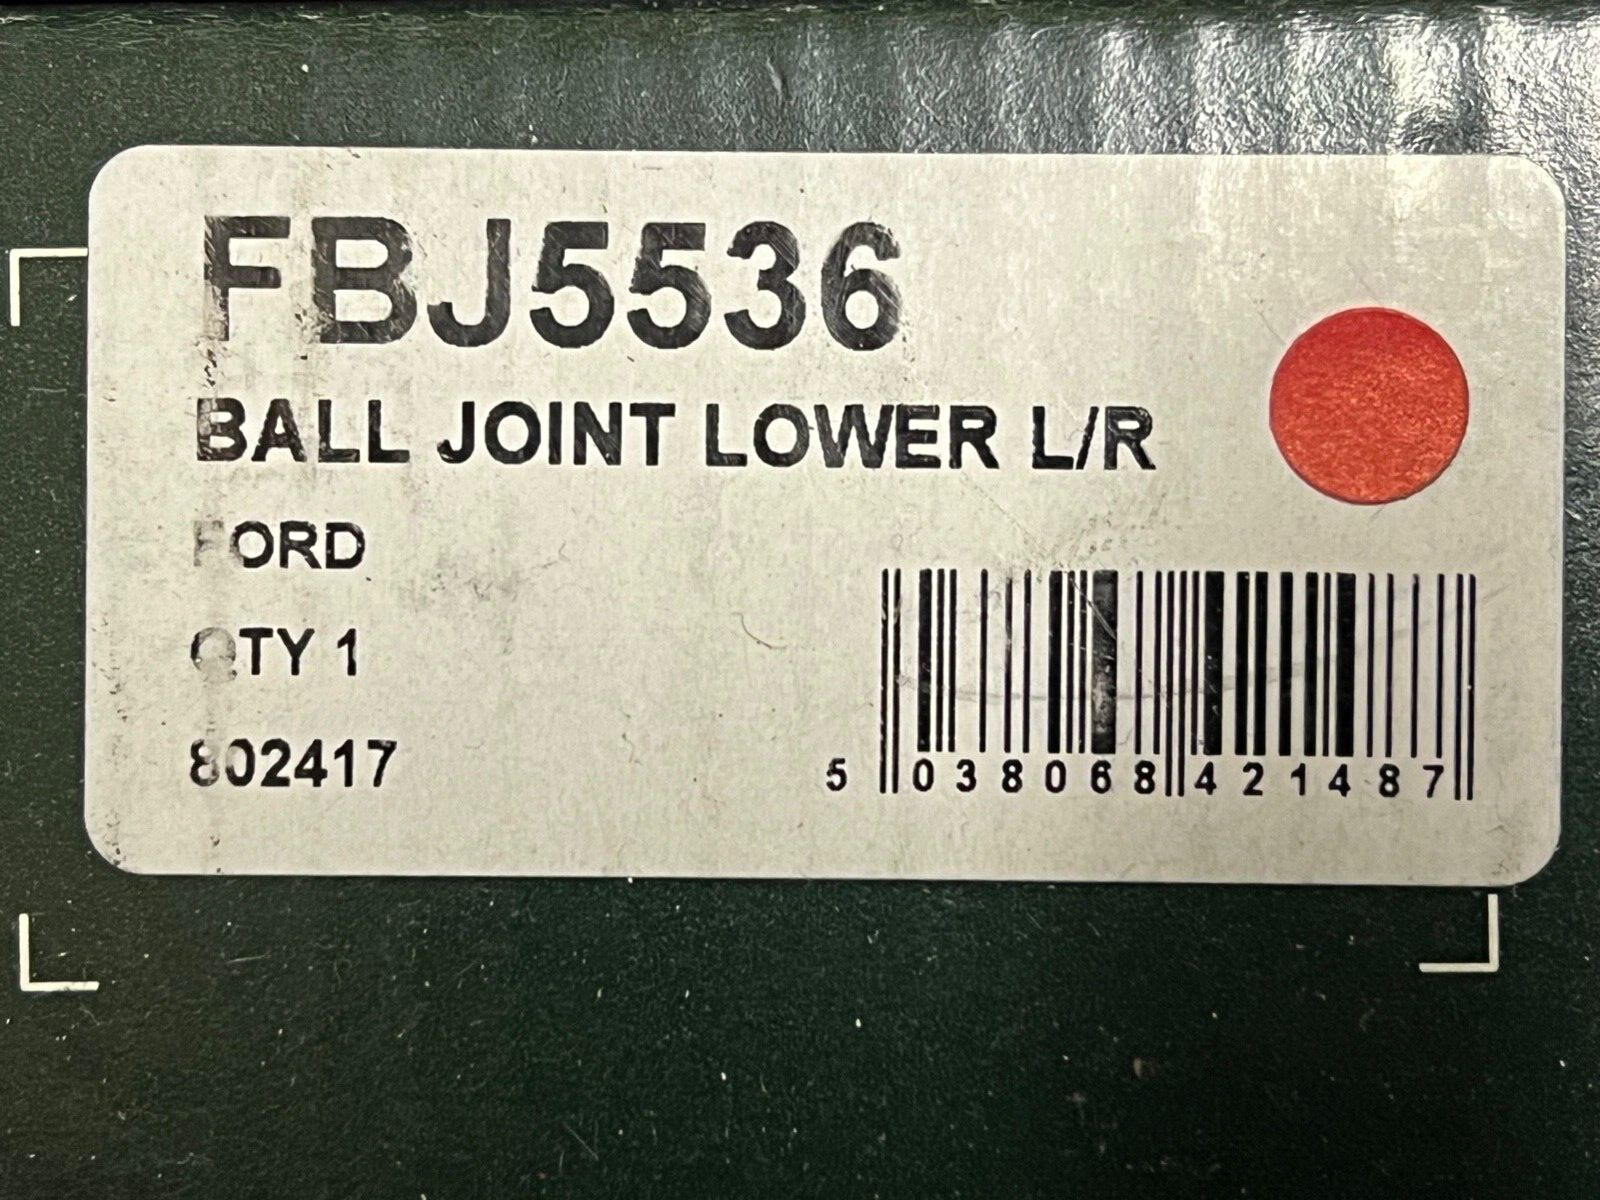 FBJ5536
BALL JOINT LOWER L/R
FORD
QTY 1
802417
5 038068 421487